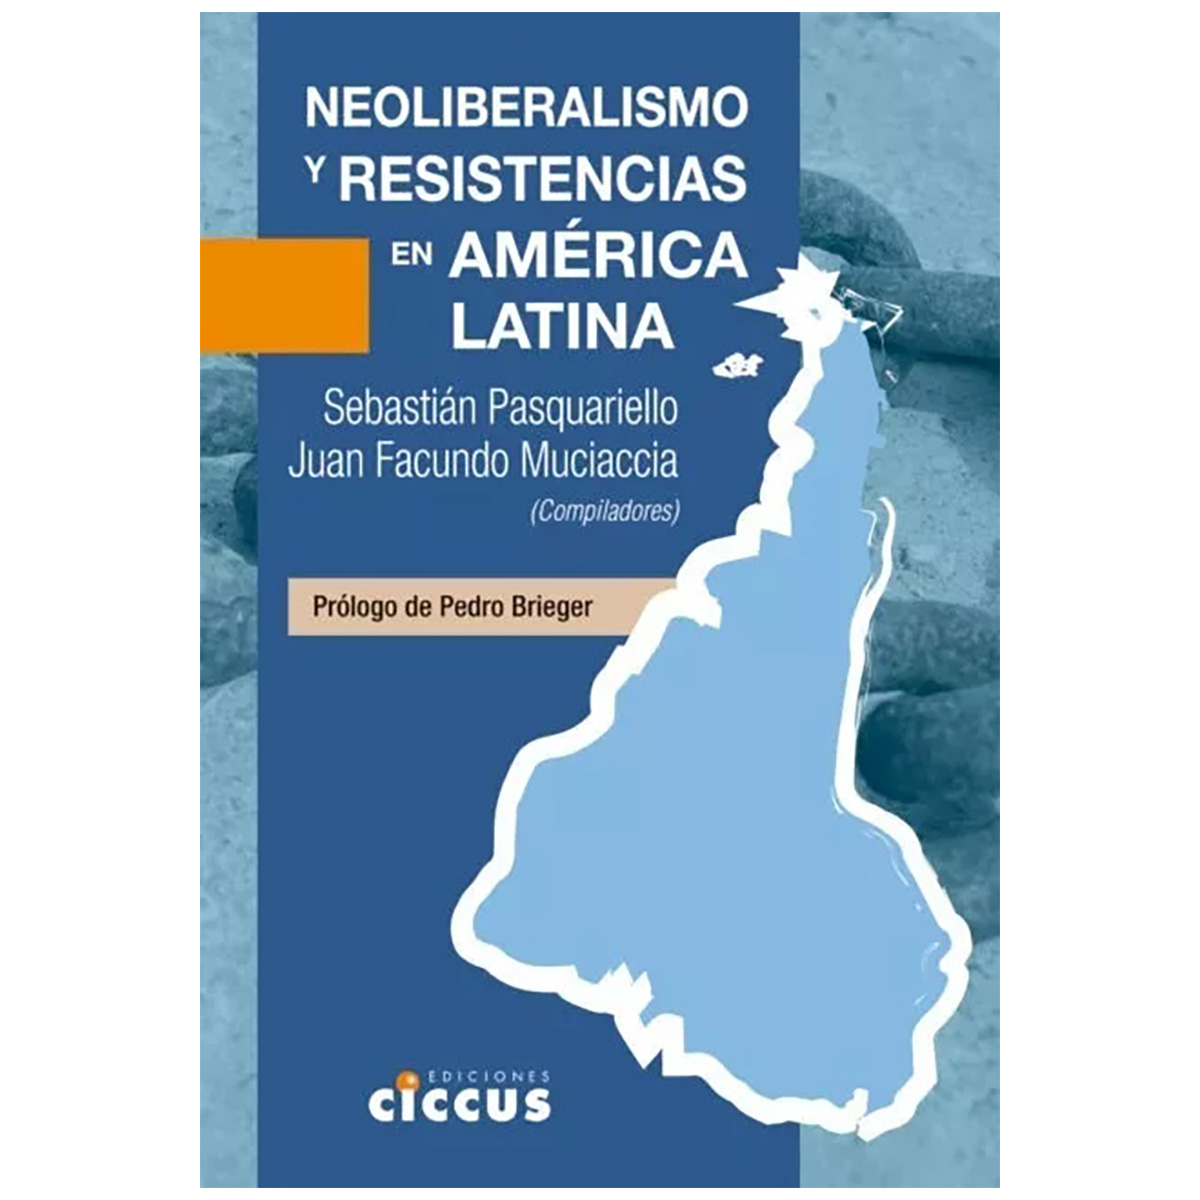 NEOLIBERALISMO
Y RESISTENCIAS
EN AMÉRICA
LATINA
Sebastián Pasquariello
Juan Facundo Muciaccia
(Compiladores)
Prólogo de Pedro Brieger
EDICIONES
ciccus